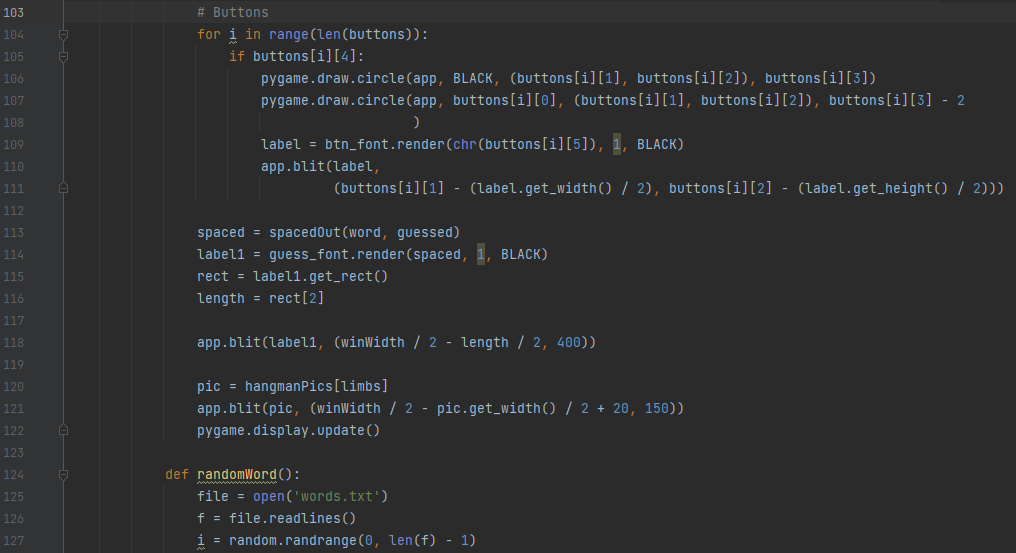 103 # Buttons
104 for i in range(len(buttons)):
105 if buttons[i][4]:
106 pygame.draw.circle(app, BLACK, (buttons[i][1], buttons[i][2]), buttons[i][3])
107 pygame.draw.circle(app, buttons[i][0], (buttons[i][1], buttons[i][2]), buttons[i][3] - 2
108 )
109 label = btn_font.render(chr(buttons[i][5]), 1, BLACK)
110 app.blit(label,
111 (buttons[i][1] - (label.get_width() / 2), buttons[i][2] - (label.get_height() / 2)))
112
113 spaced = spacedOut(word, guessed)
114 label1 = guess_font.render(spaced, 1, BLACK)
115 rect = label1.get_rect()
116 length = rect[2]
117
118 app.blit(label1, (winWidth / 2 - length / 2, 400))
119
120 pic = hangmanPics[limbs]
121 app.blit(pic, (winWidth / 2 - pic.get_width() / 2 + 20, 150))
122 pygame.display.update()
123
124 def randomWord():
125 file = open('words.txt')
126 f = file.readlines()
127 i = random.randrange(0, len(f) - 1)